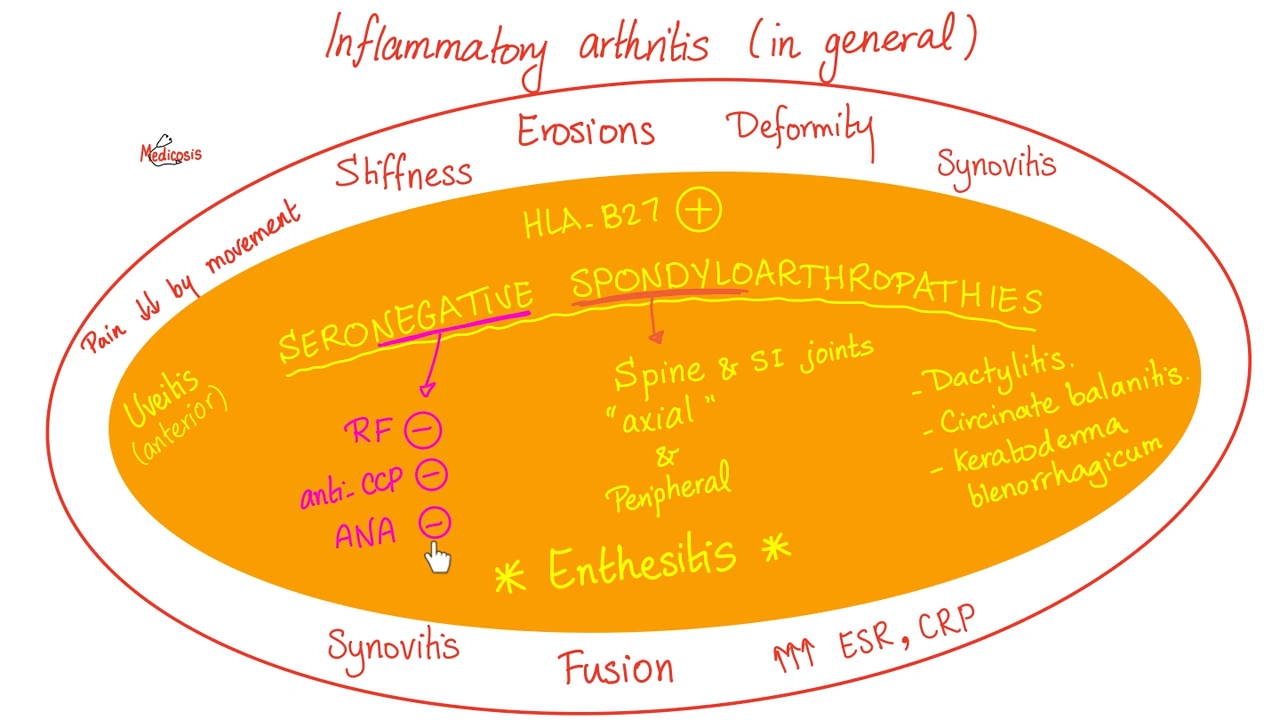 Inflammatory arthritis (in general)
Medicosis
Erosions
Deformity
Stiffness
Synovitis
Pain ↓↓ by movement
HLA-B27 ⊕
SERONEGATIVE SPONDYLOARTHROPATHIES
Uveitis
(anterior)
RF ⊖
anti-CCP ⊖
ANA ⊖
Spine & SI joints
"axial"
&
Peripheral
- Dactylitis.
- Circinate balanitis.
- Keratoderma
blenorrhagicum
* Enthesitis *
Synovitis
Fusion
↑↑↑ ESR, CRP